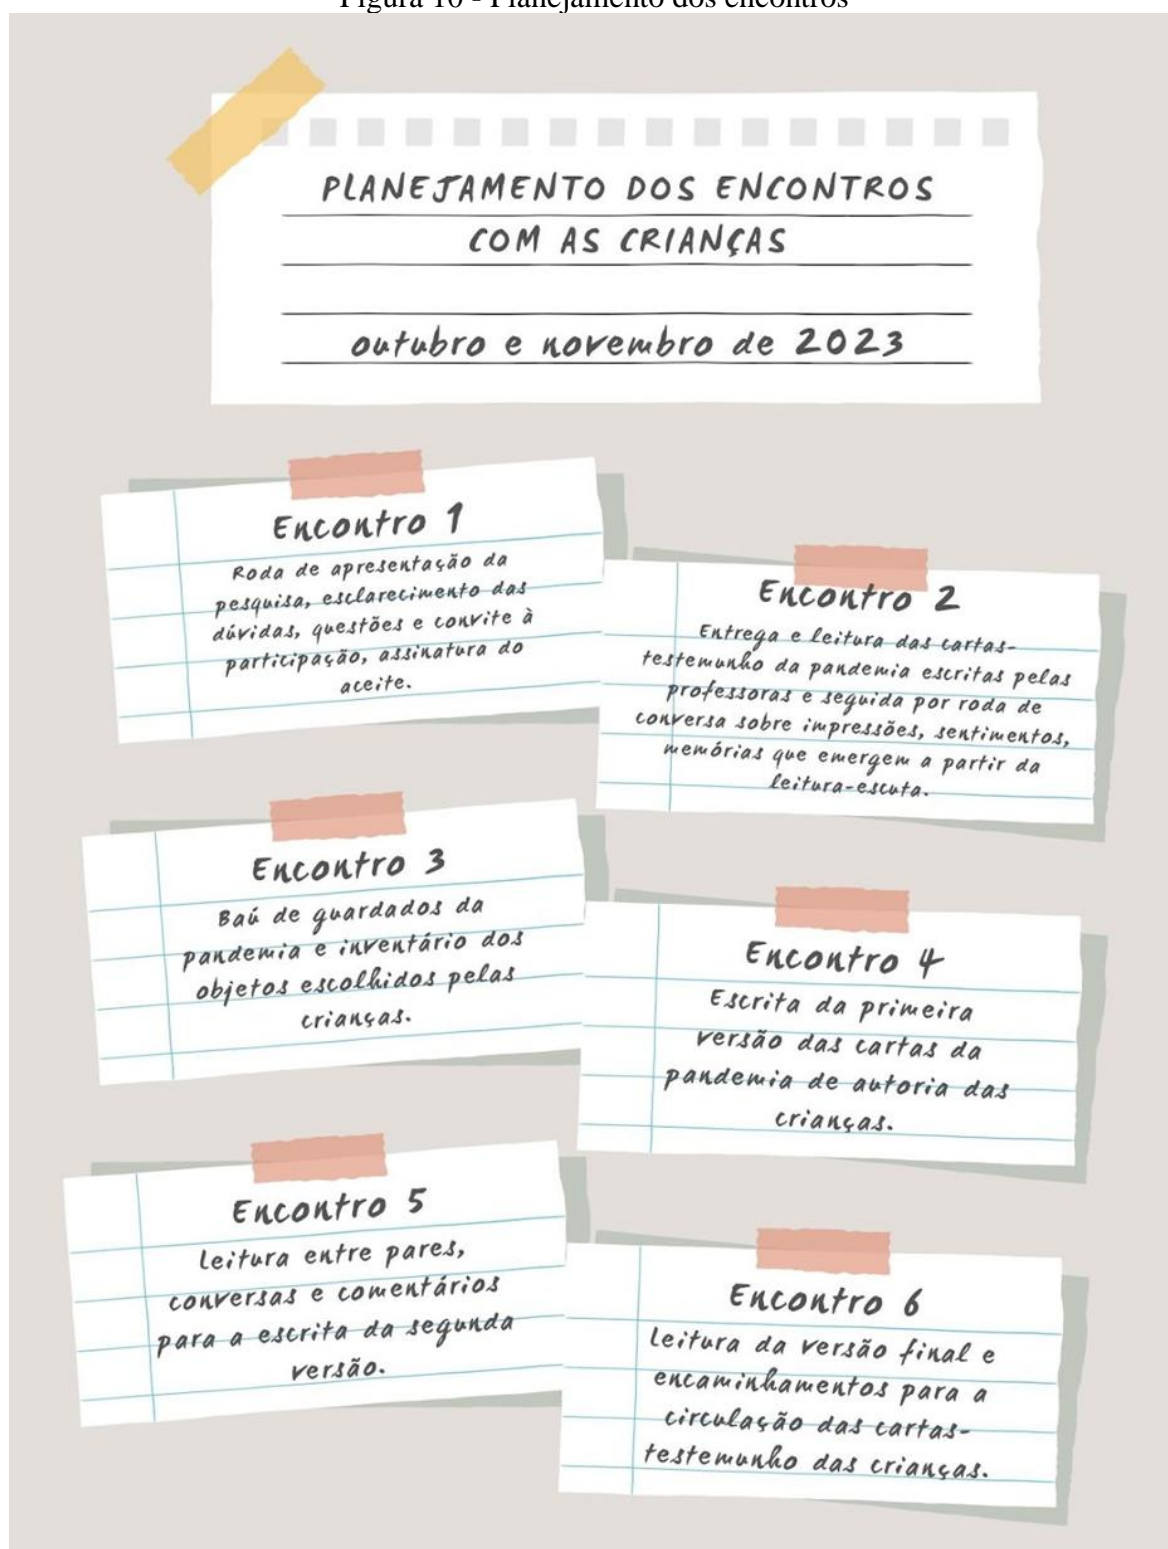 Figura 10 - Planejamento dos encontros
PLANEJAMENTO DOS ENCONTROS
COM AS CRIANÇAS
outubro e novembro de 2023
Encontro 1
Roda de apresentação da
pesquisa, esclarecimento das
dúvidas, questões e convite à
participação, assinatura do
aceite.
Encontro 2
Entrega e leitura das cartas-
testemunho da pandemia escritas pelas
professoras e seguida por roda de
conversa sobre impressões, sentimentos,
memórias que emergem a partir da
leitura-escuta.
Encontro 3
Baú de guardados da
pandemia e inventário dos
objetos escolhidos pelas
crianças.
Encontro 4
Escrita da primeira
versão das cartas da
pandemia de autoria das
crianças.
Encontro 5
Leitura entre pares,
conversas e comentários
para a escrita da segunda
versão.
Encontro 6
Leitura da versão final e
encaminhamentos para a
circulação das cartas-
testemunho das crianças.